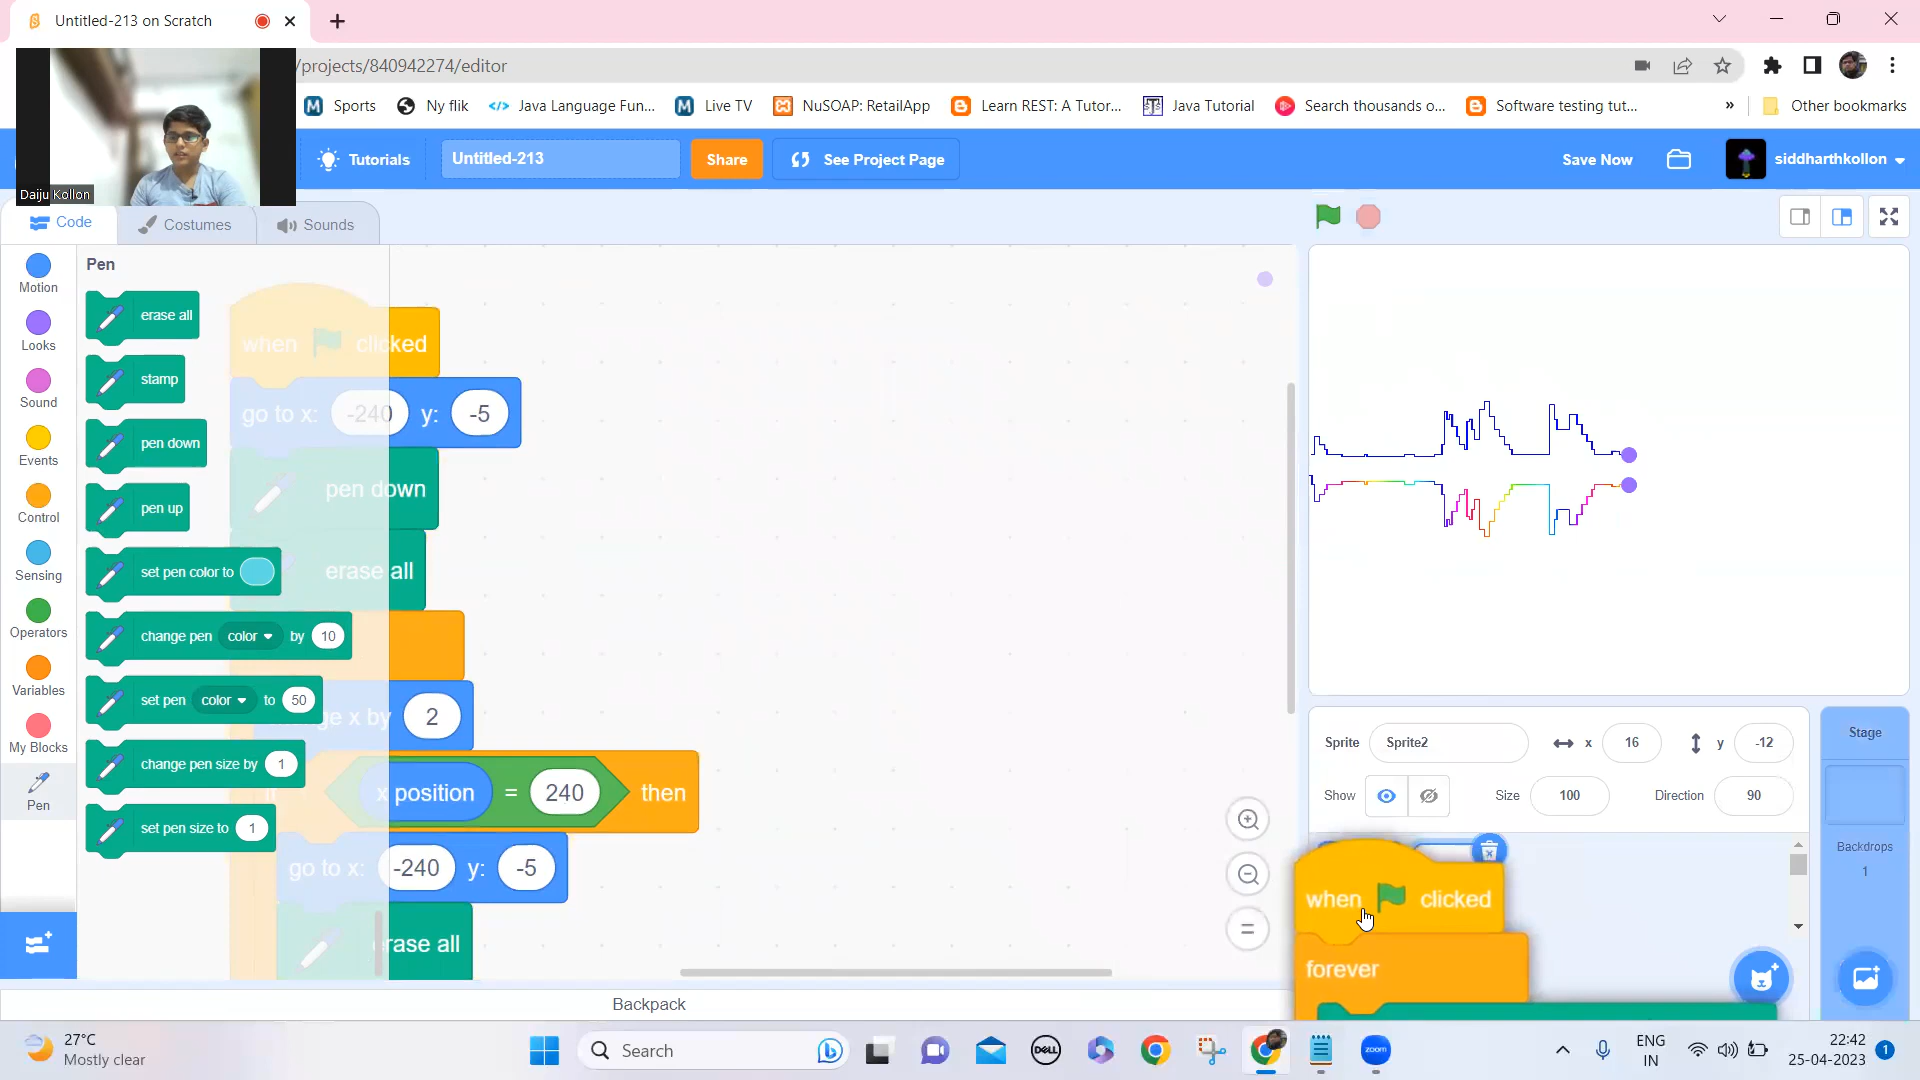 Untitled-213 on Scratch
/projects/840942274/editor
Sports
Ny flik
Java Language Fun...
Live TV
NuSOAP: RetailApp
Learn REST: A Tutor...
Java Tutorial
Search thousands o...
Software testing tut...
»
Other bookmarks
Daiju Kollon
Tutorials
Untitled-213
Share
See Project Page
Save Now
siddharthkollon
Code
Costumes
Sounds
Motion
Looks
Sound
Events
Control
Sensing
Operators
Variables
My Blocks
Pen
Pen
erase all
stamp
pen down
pen up
set pen color to
change pen color by 10
set pen color to 50
change pen size by 1
set pen size to 1
when clicked
go to x: -240 y: -5
pen down
erase all
ge x by 2
x position = 240 then
go to x: -240 y: -5
rase all
Backpack
Sprite Sprite2 x 16 y -12
Show Size 100 Direction 90
Stage
Backdrops
1
when clicked
forever
27°C
Mostly clear
Search
DELL
zoom
ENG
IN
22:42
25-04-2023
1